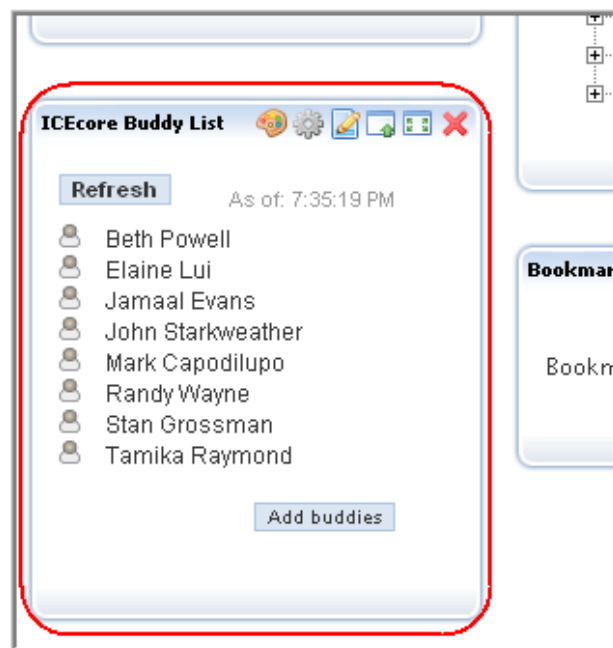 ICEcore Buddy List
Refresh
As of: 7:35:19 PM
Beth Powell
Elaine Lui
Jamaal Evans
John Starkweather
Mark Capodilupo
Randy Wayne
Stan Grossman
Tamika Raymond
Add buddies
Bookmar
Bookm